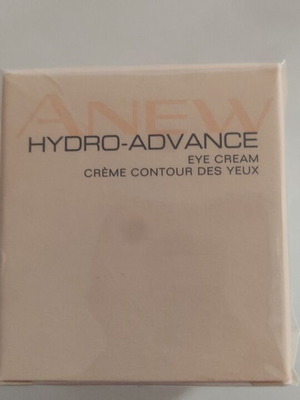 ANEW
HYDRO-ADVANCE
EYE CREAM
CRÈME CONTOUR DES YEUX